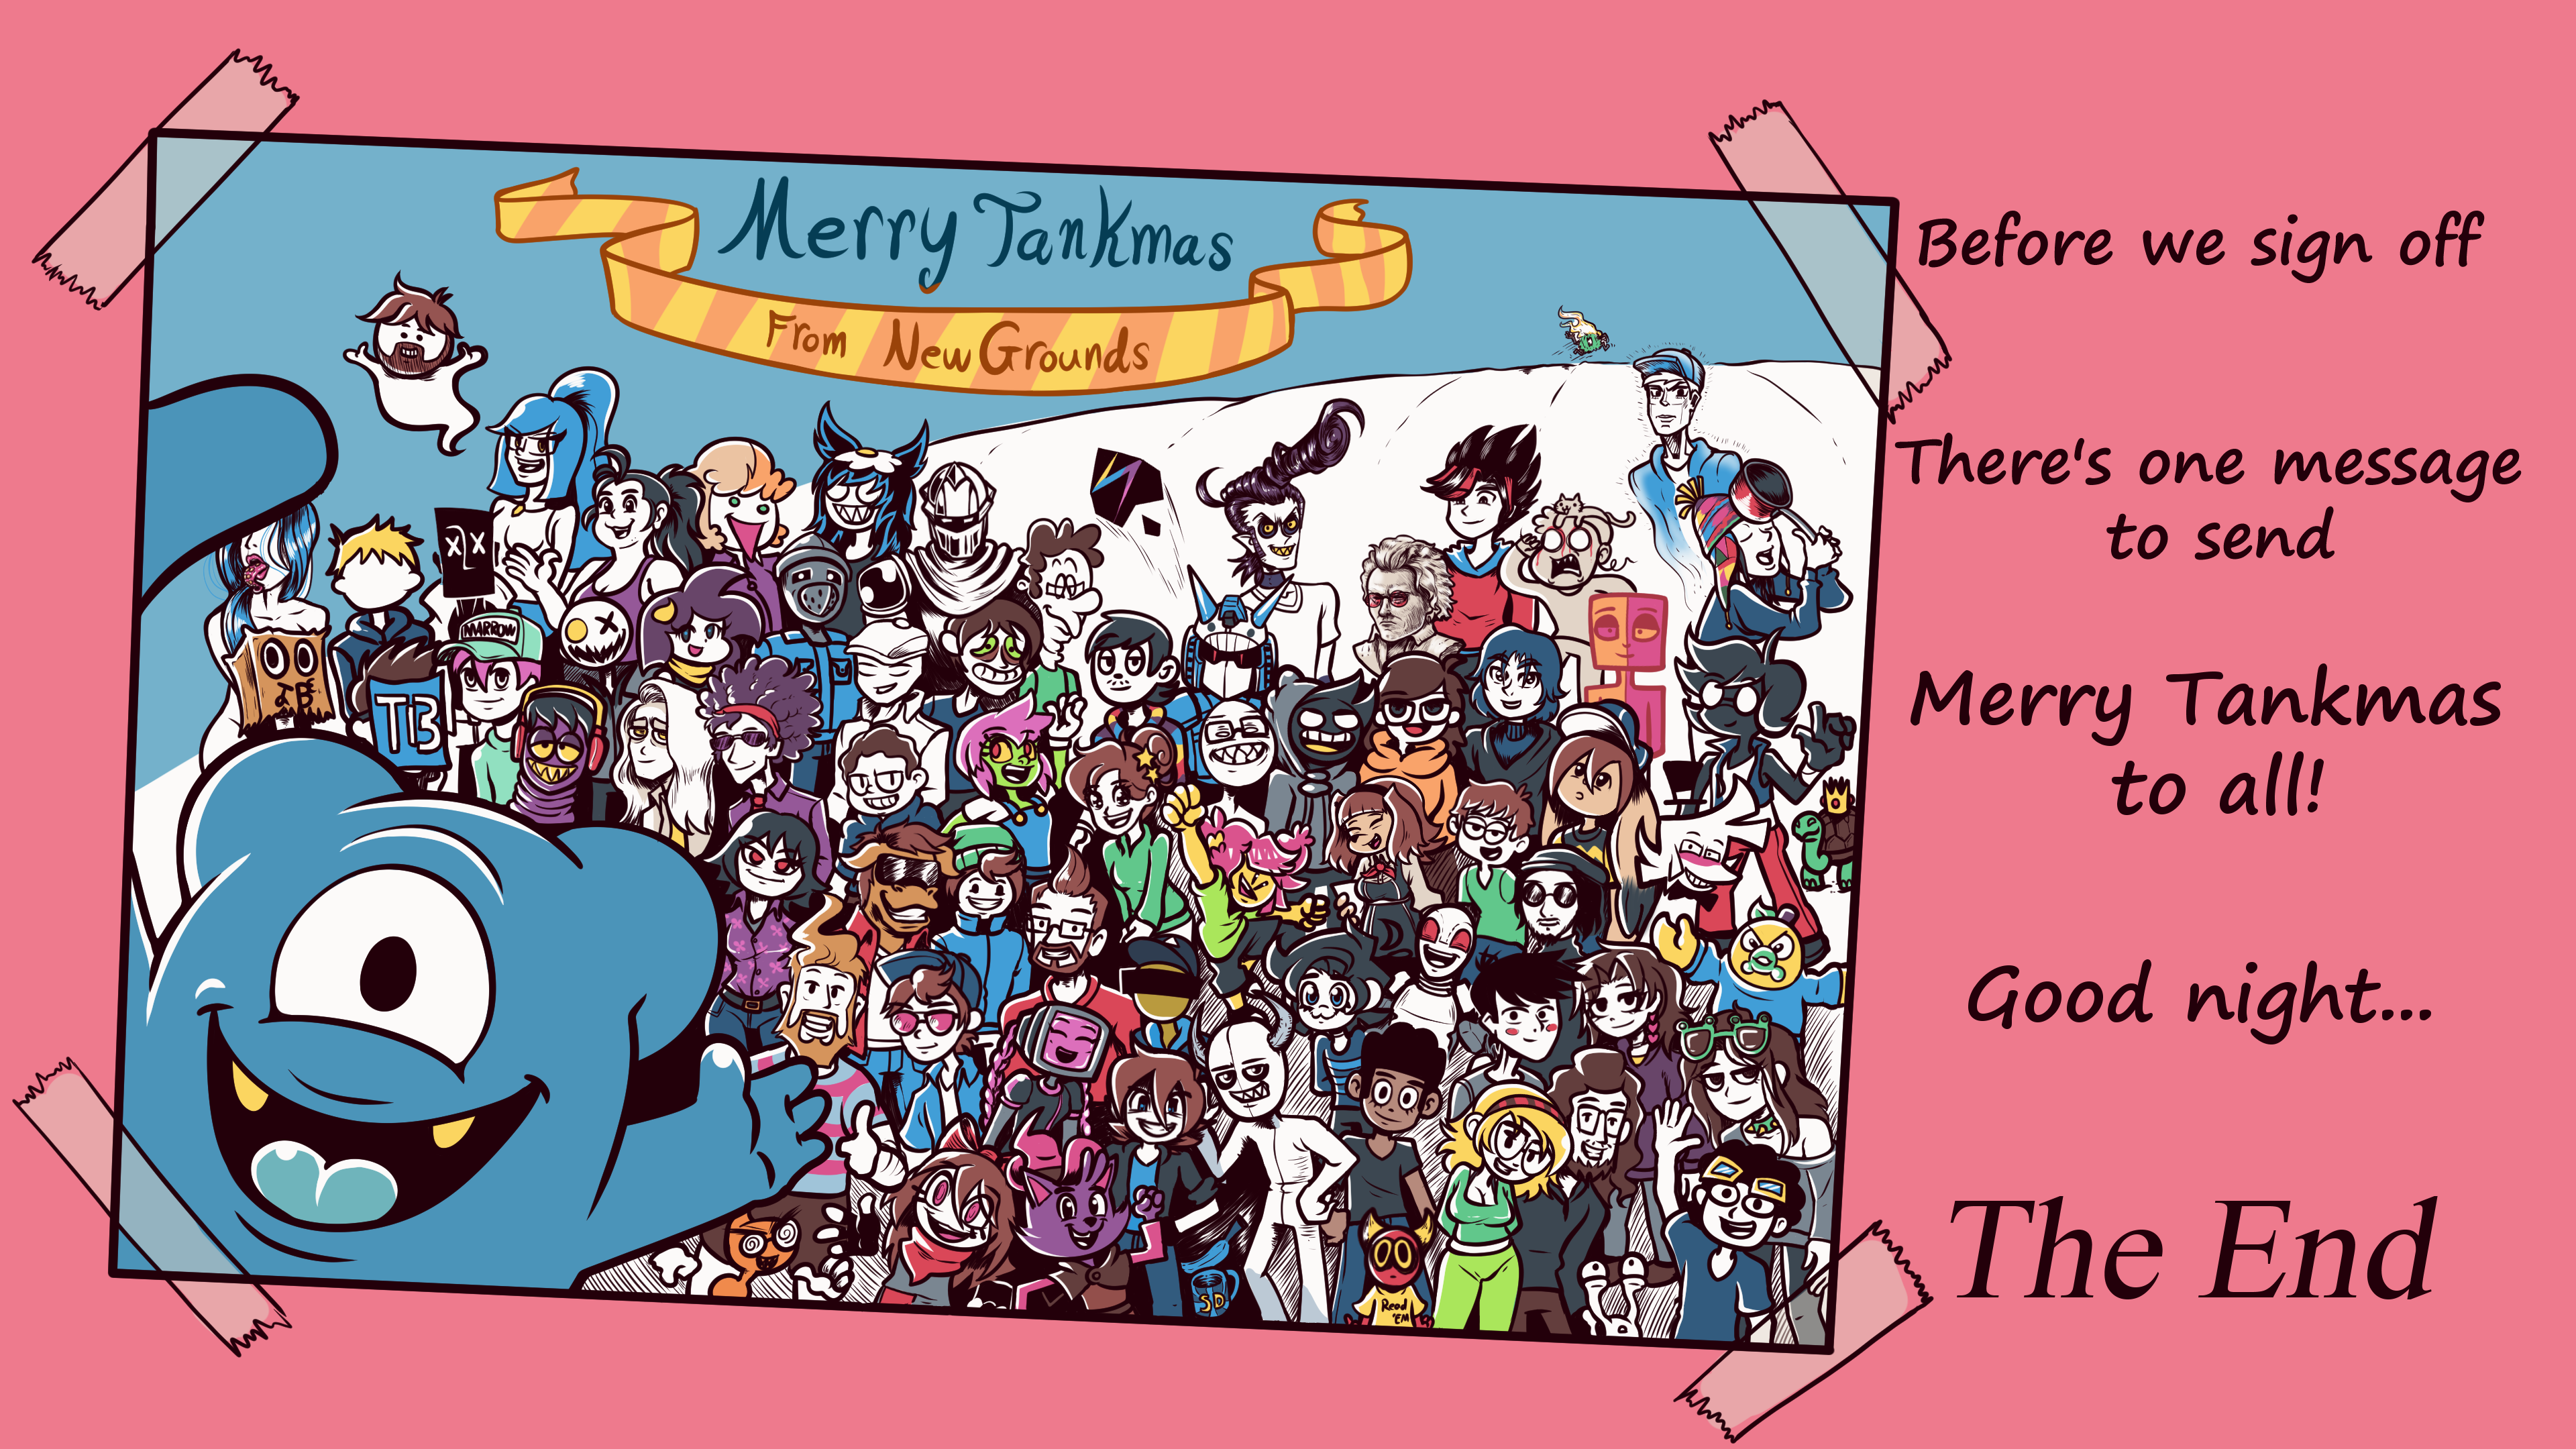 Merry Tankmas
From NewGrounds
MARROW
TB
SD
Read
'EM
Before we sign off
There's one message
to send
Merry Tankmas
to all!
Good night...
The End